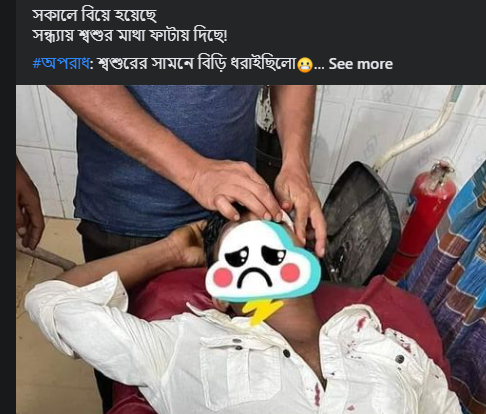 সকালে বিয়ে হয়েছে
সন্ধ্যায় শ্বশুর মাথা ফাটায় দিছে!
#অপরাধ: শ্বশুরের সামনে বিড়ি ধরাইছিলো😷... See more